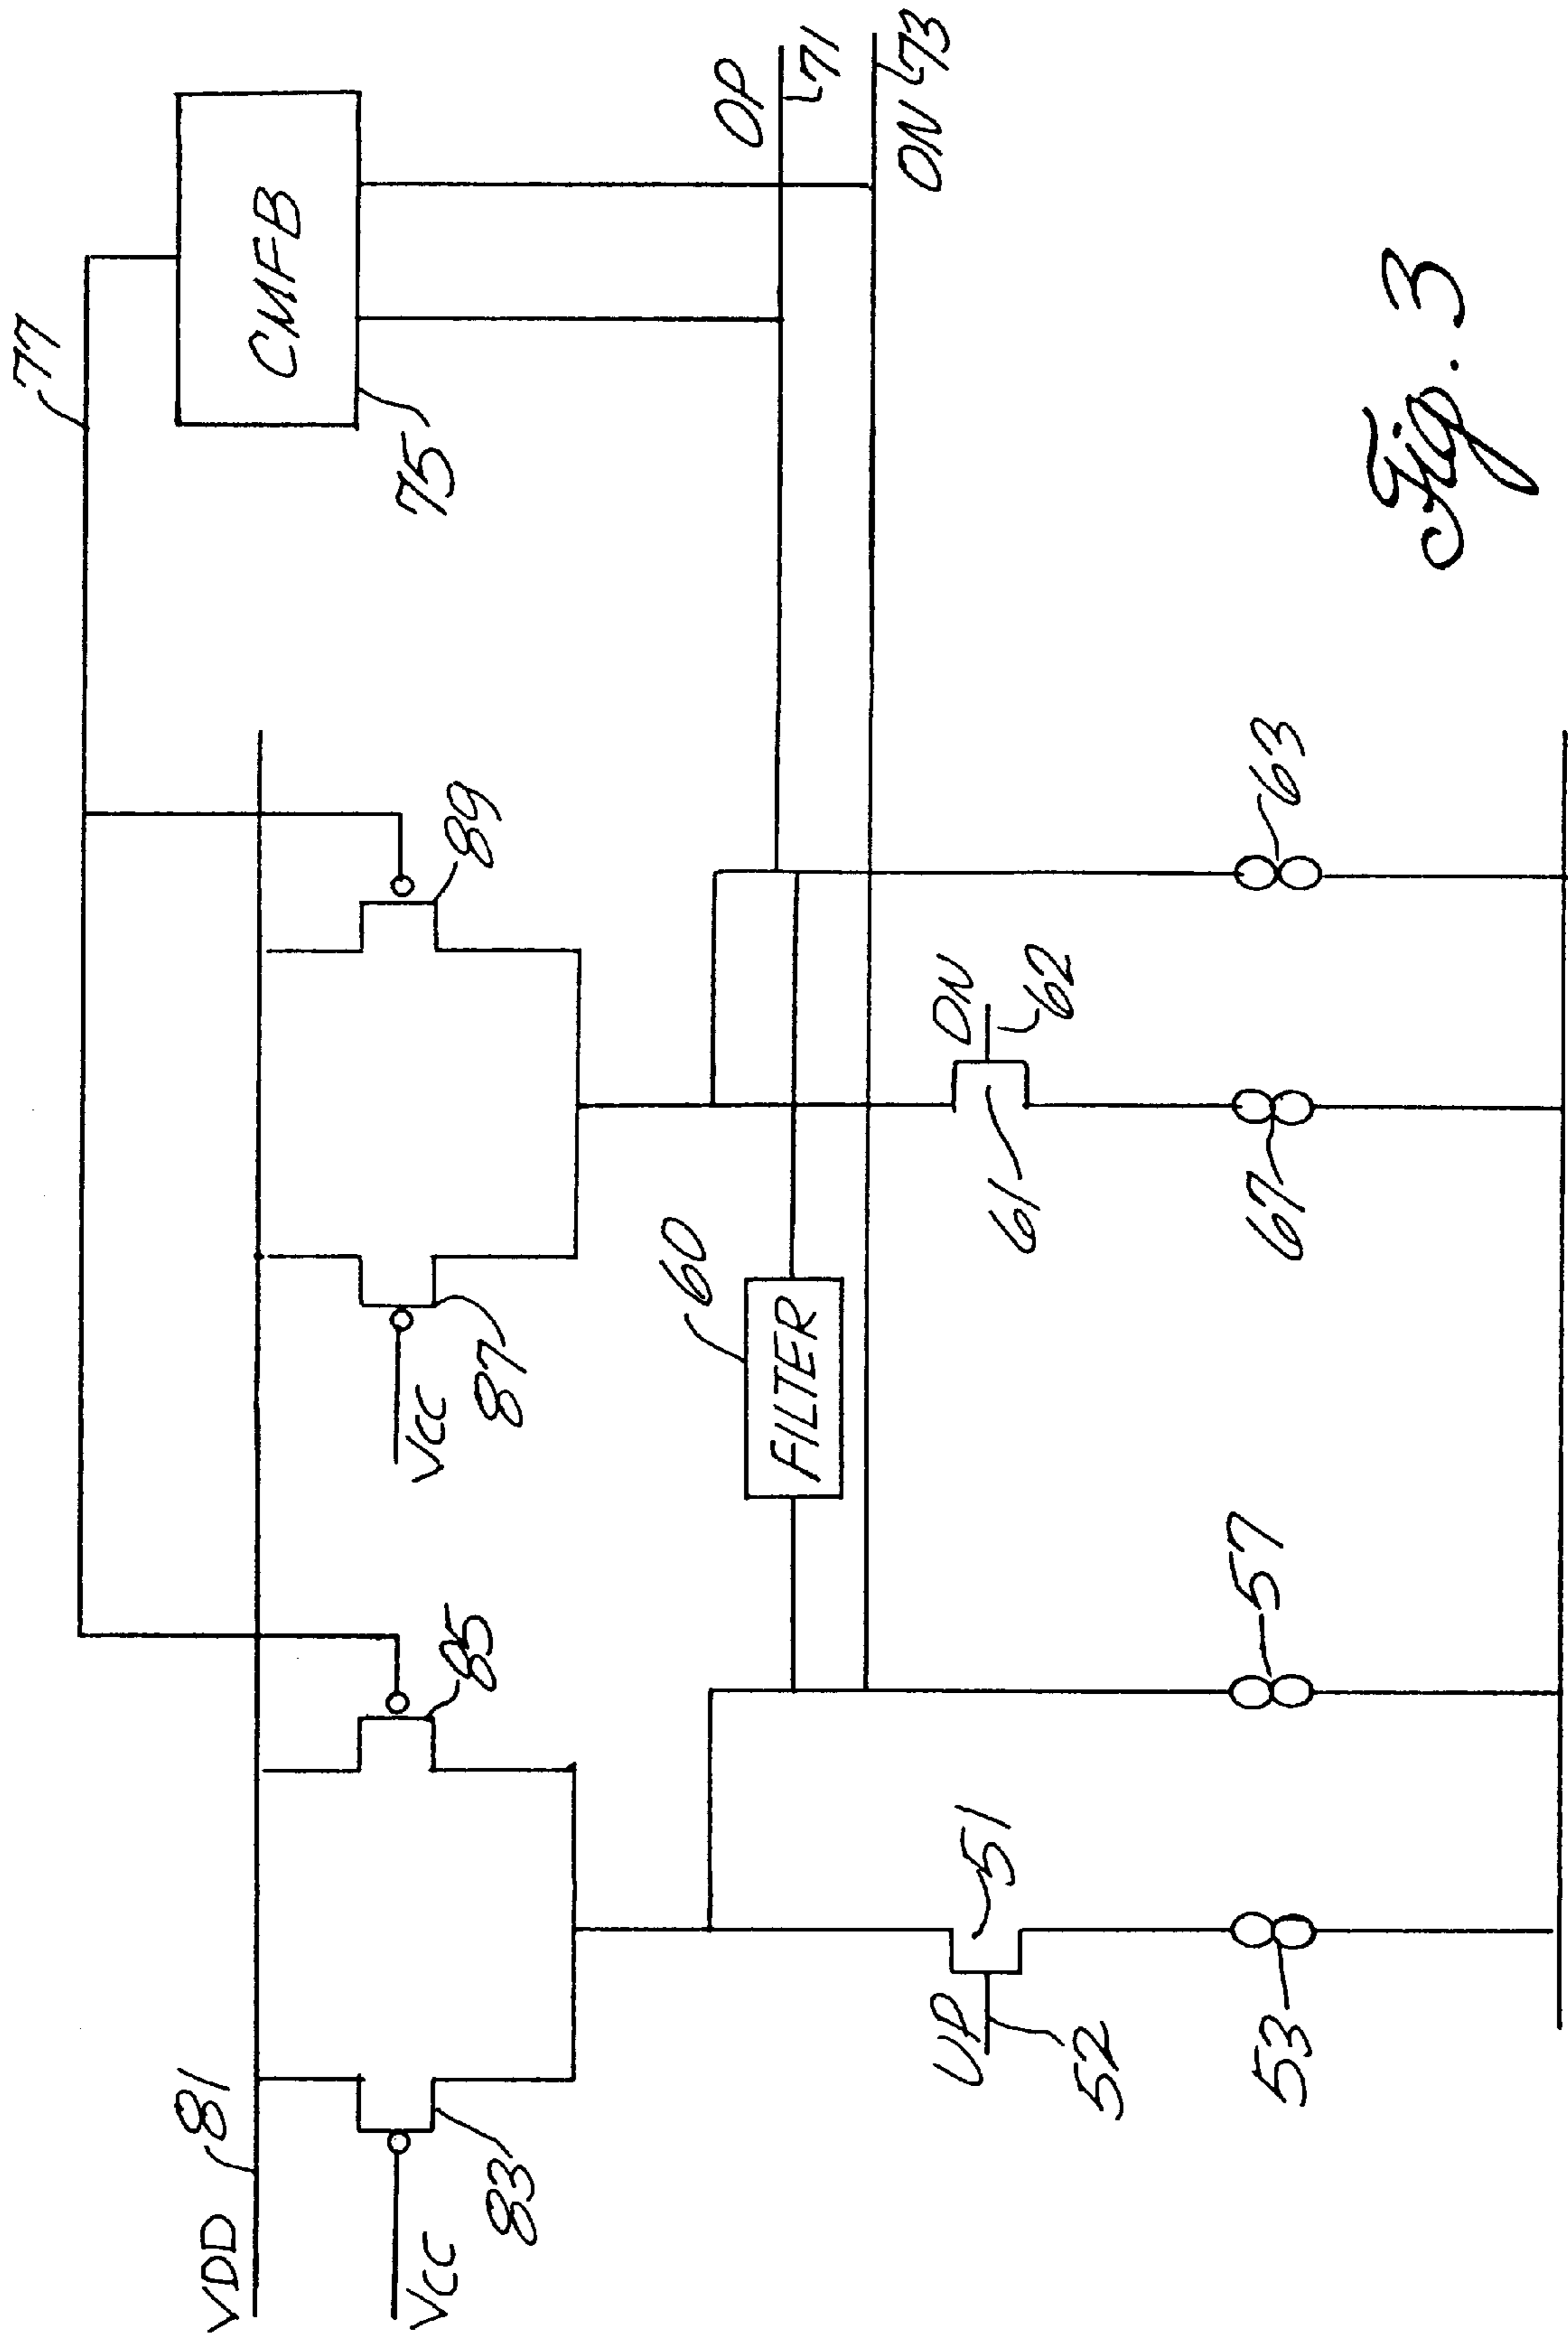 77
CMFB
75
OP
71
ON 73
VDD 81
VCC
83
85
VCC
87
89
60
FILTER
UP
52
51
DN
62
61
53
57
67
63
Fig. 3